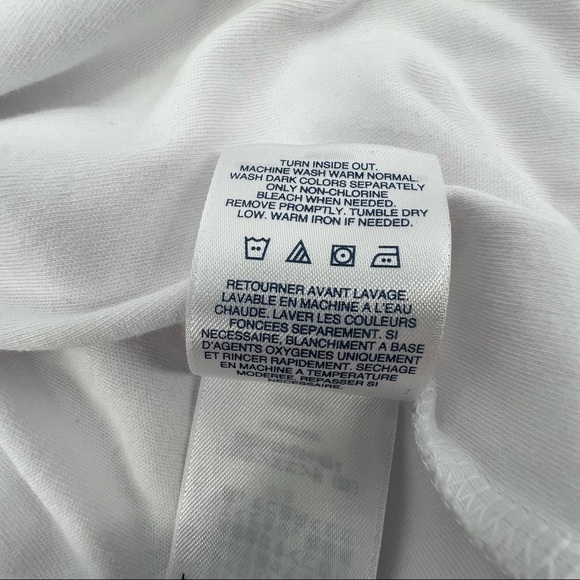 TURN INSIDE OUT.
MACHINE WASH WARM NORMAL.
WASH DARK COLORS SEPARATELY
ONLY NON-CHLORINE
BLEACH WHEN NEEDED.
REMOVE PROMPTLY. TUMBLE DRY
LOW. WARM IRON IF NEEDED.
RETOURNER AVANT LAVAGE.
LAVABLE EN MACHINE A L'EAU
CHAUDE. LAVER LES COULEURS
FONCEES SEPAREMENT. SI
NECESSAIRE, BLANCHIMENT A BASE
D'AGENTS OXYGENES UNIQUEMENT
ET RINCER RAPIDEMENT. SECHAGE
EN MACHINE A TEMPERATURE
MODEREE. REPASSER SI
NECESSAIRE.